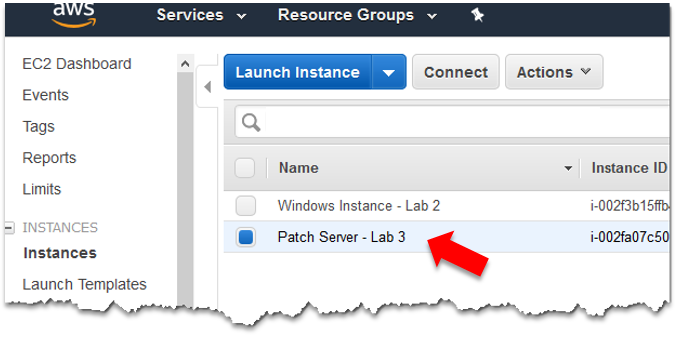 aws
Services
Resource Groups
EC2 Dashboard
Events
Tags
Reports
Limits
INSTANCES
Instances
Launch Templates
Launch Instance
Connect
Actions
Name
Instance ID
Windows Instance - Lab 2
i-002f3b15ffb
Patch Server - Lab 3
i-002fa07c50